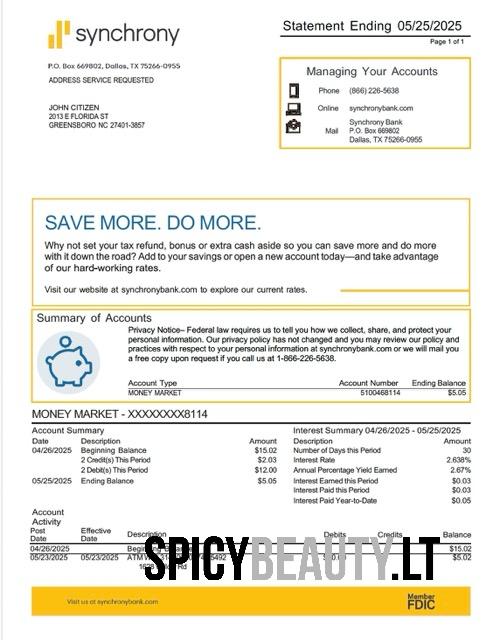 synchrony
Statement Ending 05/25/2025
Page 1 of 1
P.O. Box 669802, Dallas, TX 75266-0955
ADDRESS SERVICE REQUESTED
JOHN CITIZEN
2013 E FLORIDA ST
GREENSBORO NC 27401-3857
Managing Your Accounts
Phone (866) 226-5638
Online synchronybank.com
Mail Synchrony Bank
P.O. Box 669802
Dallas, TX 75266-0955
SAVE MORE. DO MORE.
Why not set your tax refund, bonus or extra cash aside so you can save more and do more
with it down the road? Add to your savings or open a new account today—and take advantage
of our hard-working rates.
Visit our website at synchronybank.com to explore our current rates.
Summary of Accounts
Privacy Notice– Federal law requires us to tell you how we collect, share, and protect your
personal information. Our privacy policy has not changed and you may review our policy and
practices with respect to your personal information at synchronybank.com or we will mail you
a free copy upon request if you call us at 1-866-226-5638.
Account Type Account Number Ending Balance
MONEY MARKET 5100468114 $5.05
MONEY MARKET - XXXXXXXX8114
Account Summary
Date Description Amount
04/26/2025 Beginning Balance $15.02
2 Credit(s) This Period $2.03
2 Debit(s) This Period $12.00
05/25/2025 Ending Balance $5.05
Interest Summary 04/26/2025 - 05/25/2025
Description Amount
Number of Days this Period 30
Interest Rate 2.638%
Annual Percentage Yield Earned 2.67%
Interest Earned this Period $0.03
Interest Paid this Period $0.03
Interest Paid Year-to-Date $0.05
Account
Activity
Post
Date Effective
Date Description Debits Credits Balance
04/26/2025 Beginning Balance $15.02
05/23/2025 05/23/2025 ATM $5.02
SPICYBEAUTY.LT
Visit us at synchronybank.com
Member
FDIC